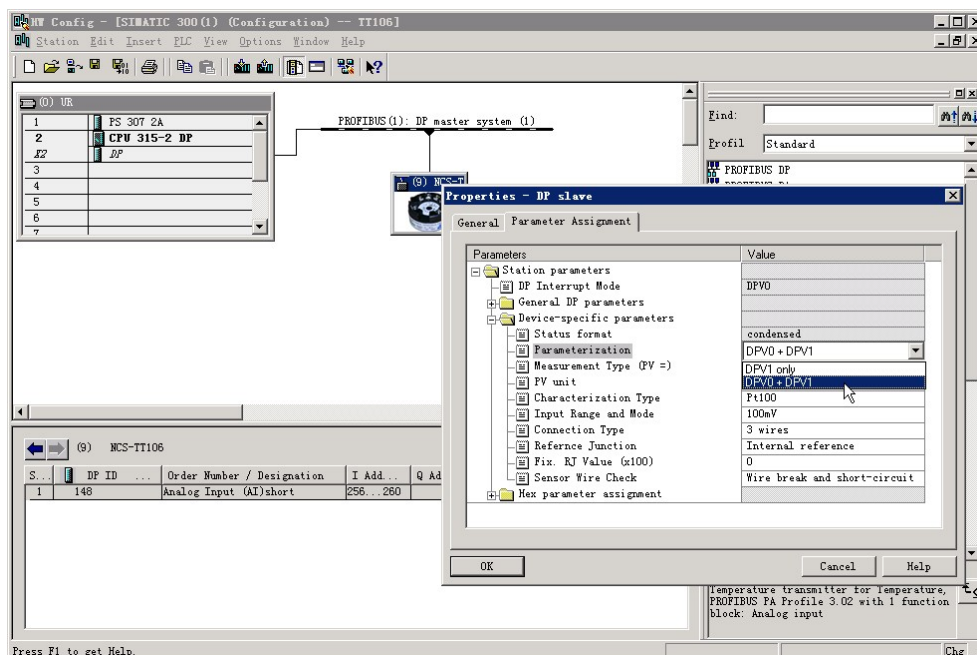 HW Config - [SIMATIC 300(1) (Configuration) -- TT106]
Station Edit Insert PLC View Options Window Help
(0) UR
1 PS 307 2A
2 CPU 315-2 DP
X2 DP
3
4
5
6
7
PROFIBUS(1): DP master system (1)
(9) NCS-T
Find:
Profil Standard
PROFIBUS DP
Properties - DP slave
General Parameter Assignment
Parameters Value
Station parameters
DP Interrupt Mode DPV0
General DP parameters
Device-specific parameters
Status format condensed
Parameterization DPV0 + DPV1
Measurement Type (PV =) DPV1 only
PV unit DPV0 + DPV1
Characterization Type Pt100
Input Range and Mode 100mV
Connection Type 3 wires
Refernce Junction Internal reference
Fix. RJ Value (x100) 0
Sensor Wire Check Wire break and short-circuit
Hex parameter assignment
OK Cancel Help
(9) NCS-TT106
S... DP ID ... Order Number / Designation I Add... Q Ad
1 148 Analog Input (AI)short 256...260
Temperature transmitter for Temperature,
PROFIBUS PA Profile 3.02 with 1 function
block: Analog input
Press F1 to get Help. Chg